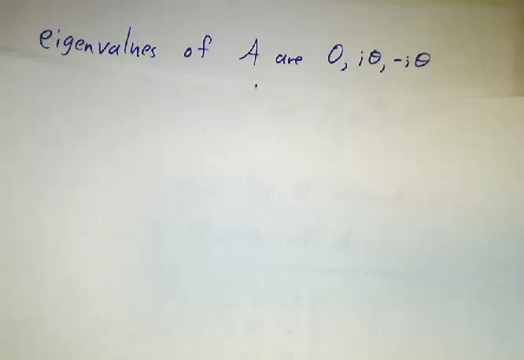 eigenvalues of A are 0, iθ, -iθ